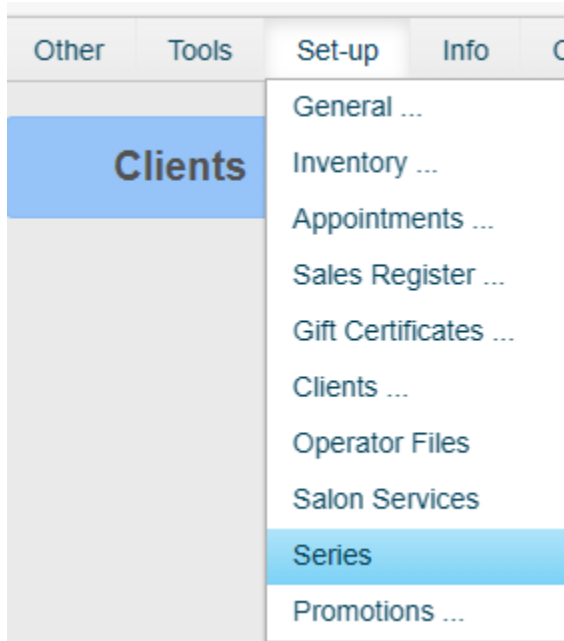 Other Tools Set-up Info
General ...
Clients
Inventory ...
Appointments ...
Sales Register ...
Gift Certificates ...
Clients ...
Operator Files
Salon Services
Series
Promotions ...